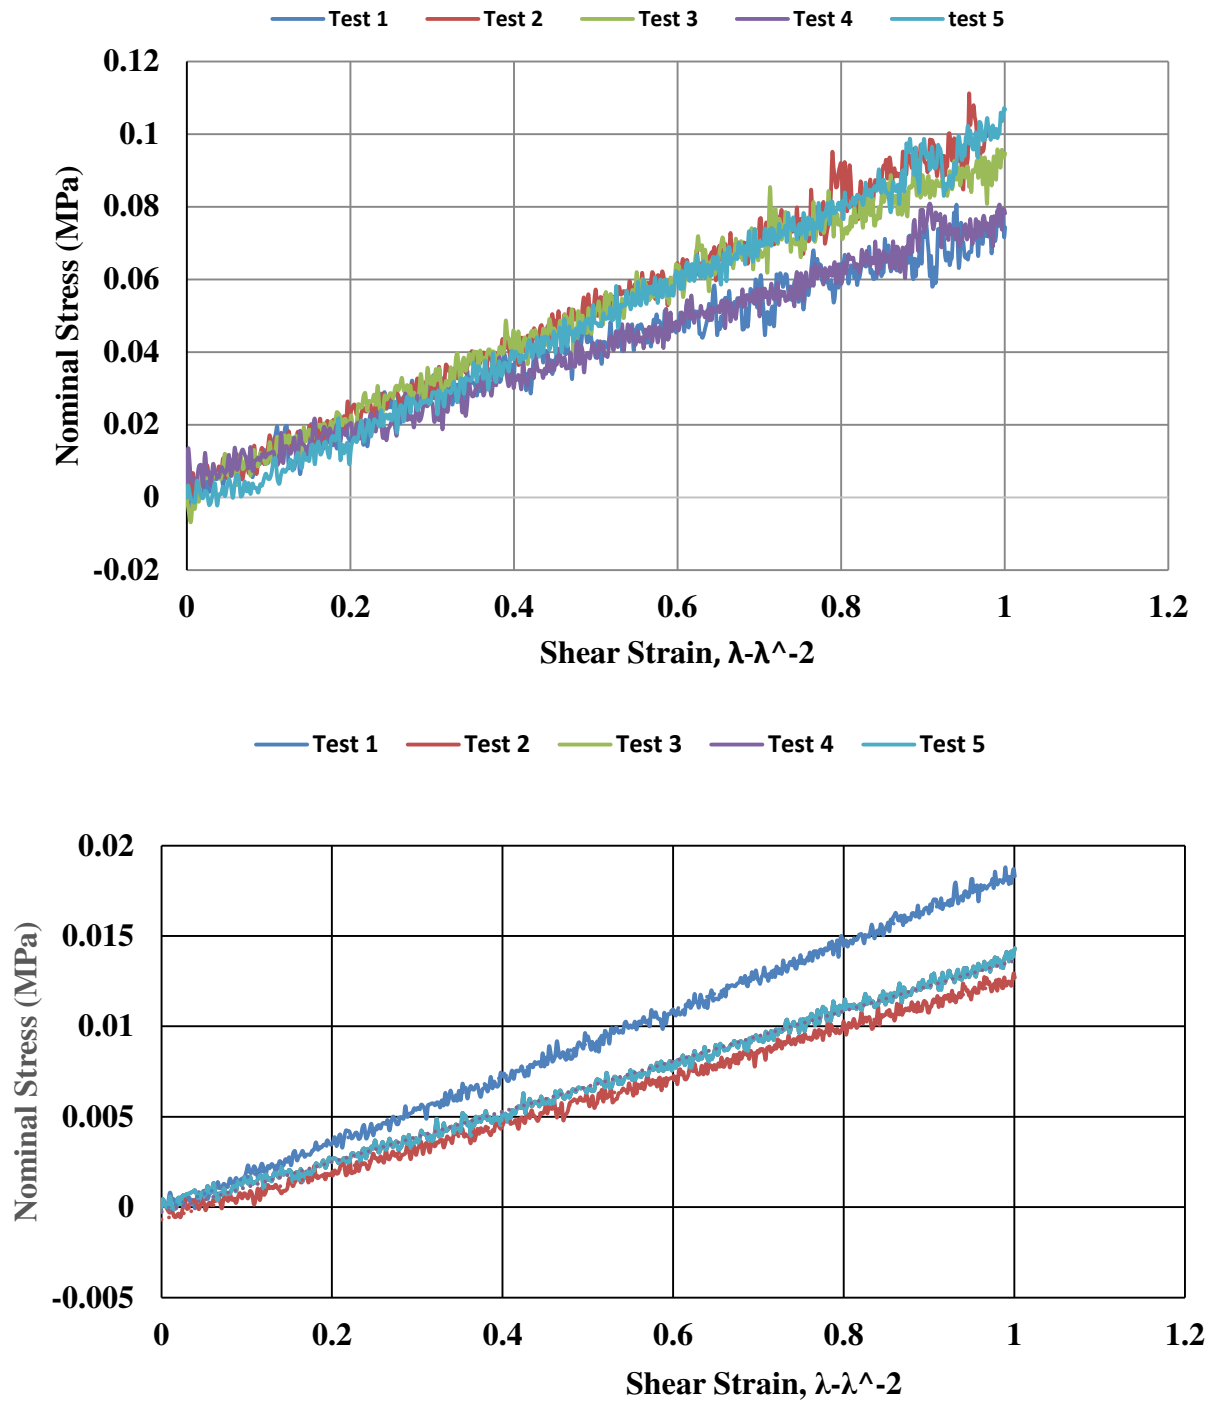 Test 1 Test 2 Test 3 Test 4 test 5
0.12
0.1
0.08
0.06
0.04
0.02
0
-0.02
Nominal Stress (MPa)
0 0.2 0.4 0.6 0.8 1 1.2
Shear Strain, λ-λ^-2
Test 1 Test 2 Test 3 Test 4 Test 5
0.02
0.015
0.01
0.005
0
-0.005
Nominal Stress (MPa)
0 0.2 0.4 0.6 0.8 1 1.2
Shear Strain, λ-λ^-2